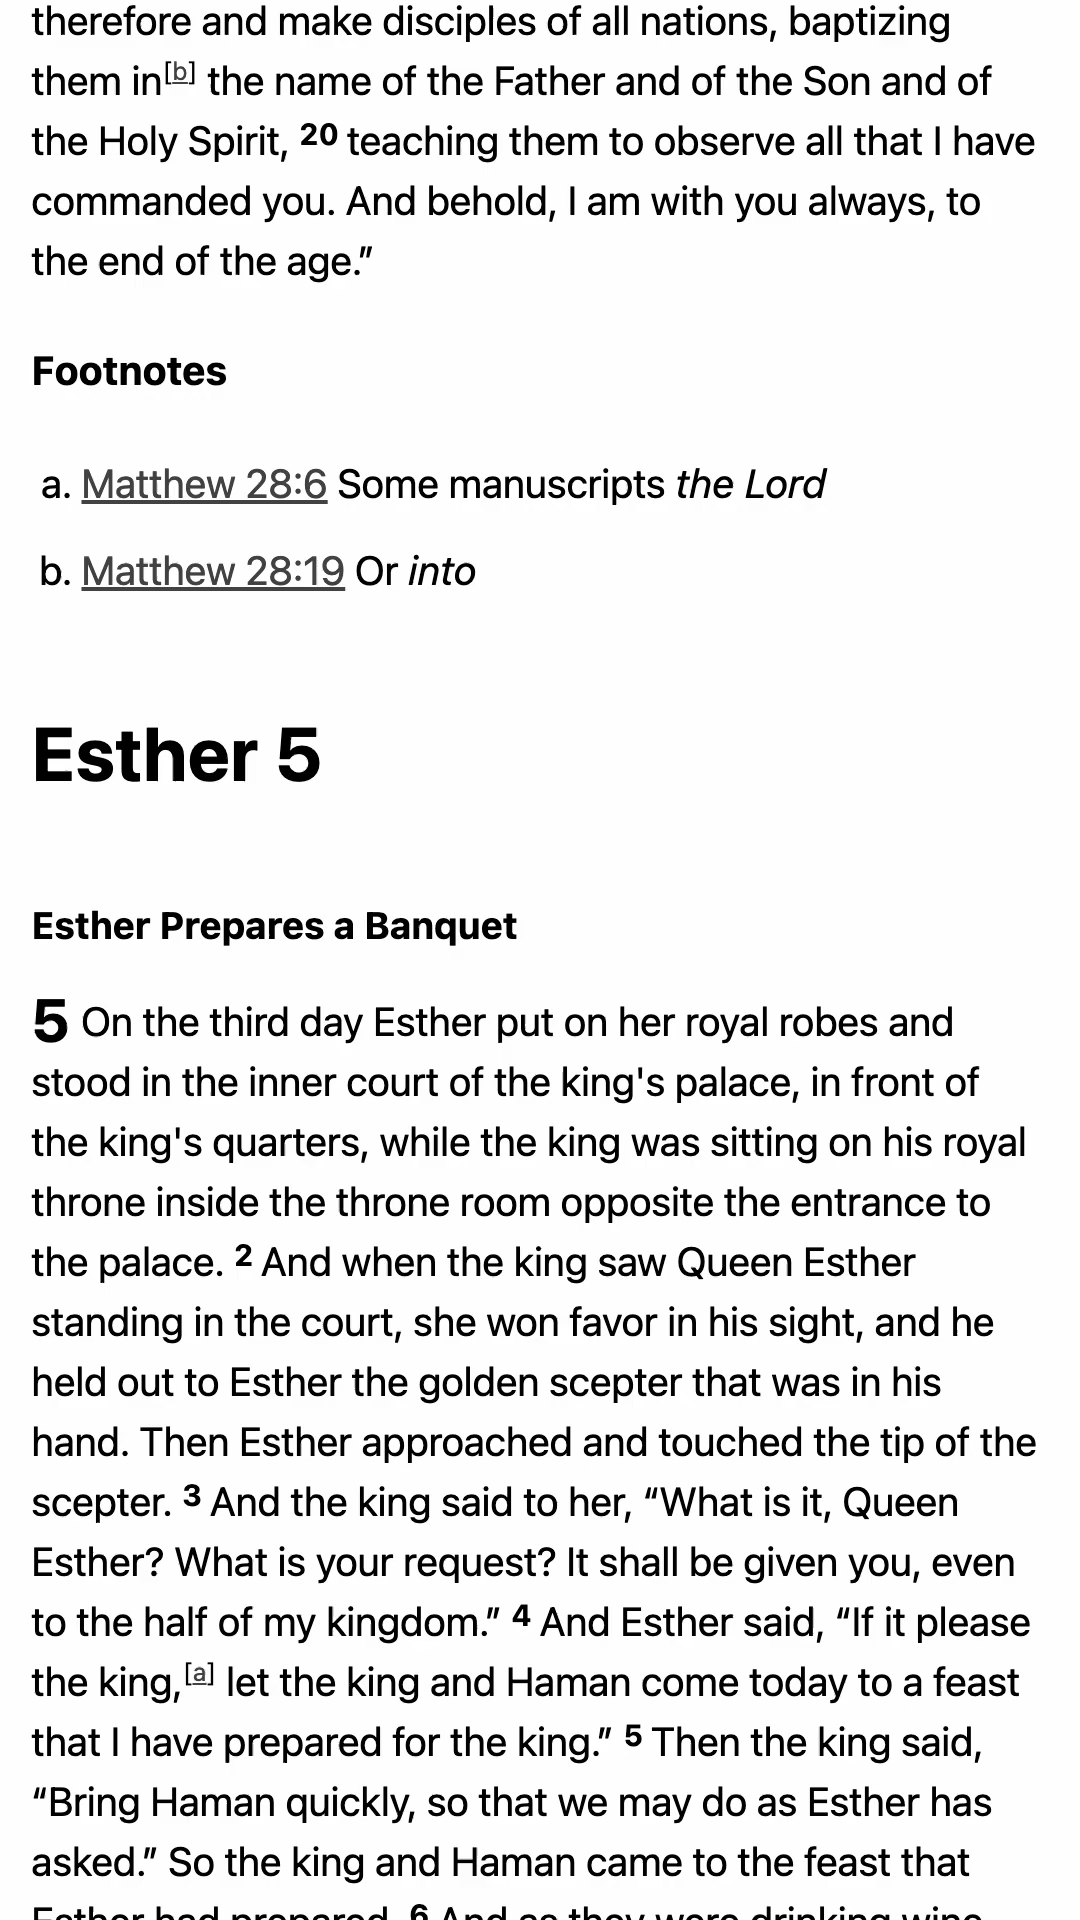 therefore and make disciples of all nations, baptizing
them in[b] the name of the Father and of the Son and of
the Holy Spirit, 20 teaching them to observe all that I have
commanded you. And behold, I am with you always, to
the end of the age.”
Footnotes
a. Matthew 28:6 Some manuscripts the Lord
b. Matthew 28:19 Or into
Esther 5
Esther Prepares a Banquet
5 On the third day Esther put on her royal robes and
stood in the inner court of the king's palace, in front of
the king's quarters, while the king was sitting on his royal
throne inside the throne room opposite the entrance to
the palace. 2 And when the king saw Queen Esther
standing in the court, she won favor in his sight, and he
held out to Esther the golden scepter that was in his
hand. Then Esther approached and touched the tip of the
scepter. 3 And the king said to her, “What is it, Queen
Esther? What is your request? It shall be given you, even
to the half of my kingdom.” 4 And Esther said, “If it please
the king,[a] let the king and Haman come today to a feast
that I have prepared for the king.” 5 Then the king said,
“Bring Haman quickly, so that we may do as Esther has
asked.” So the king and Haman came to the feast that
Esther had prepared. 6 And as they were drinking wine